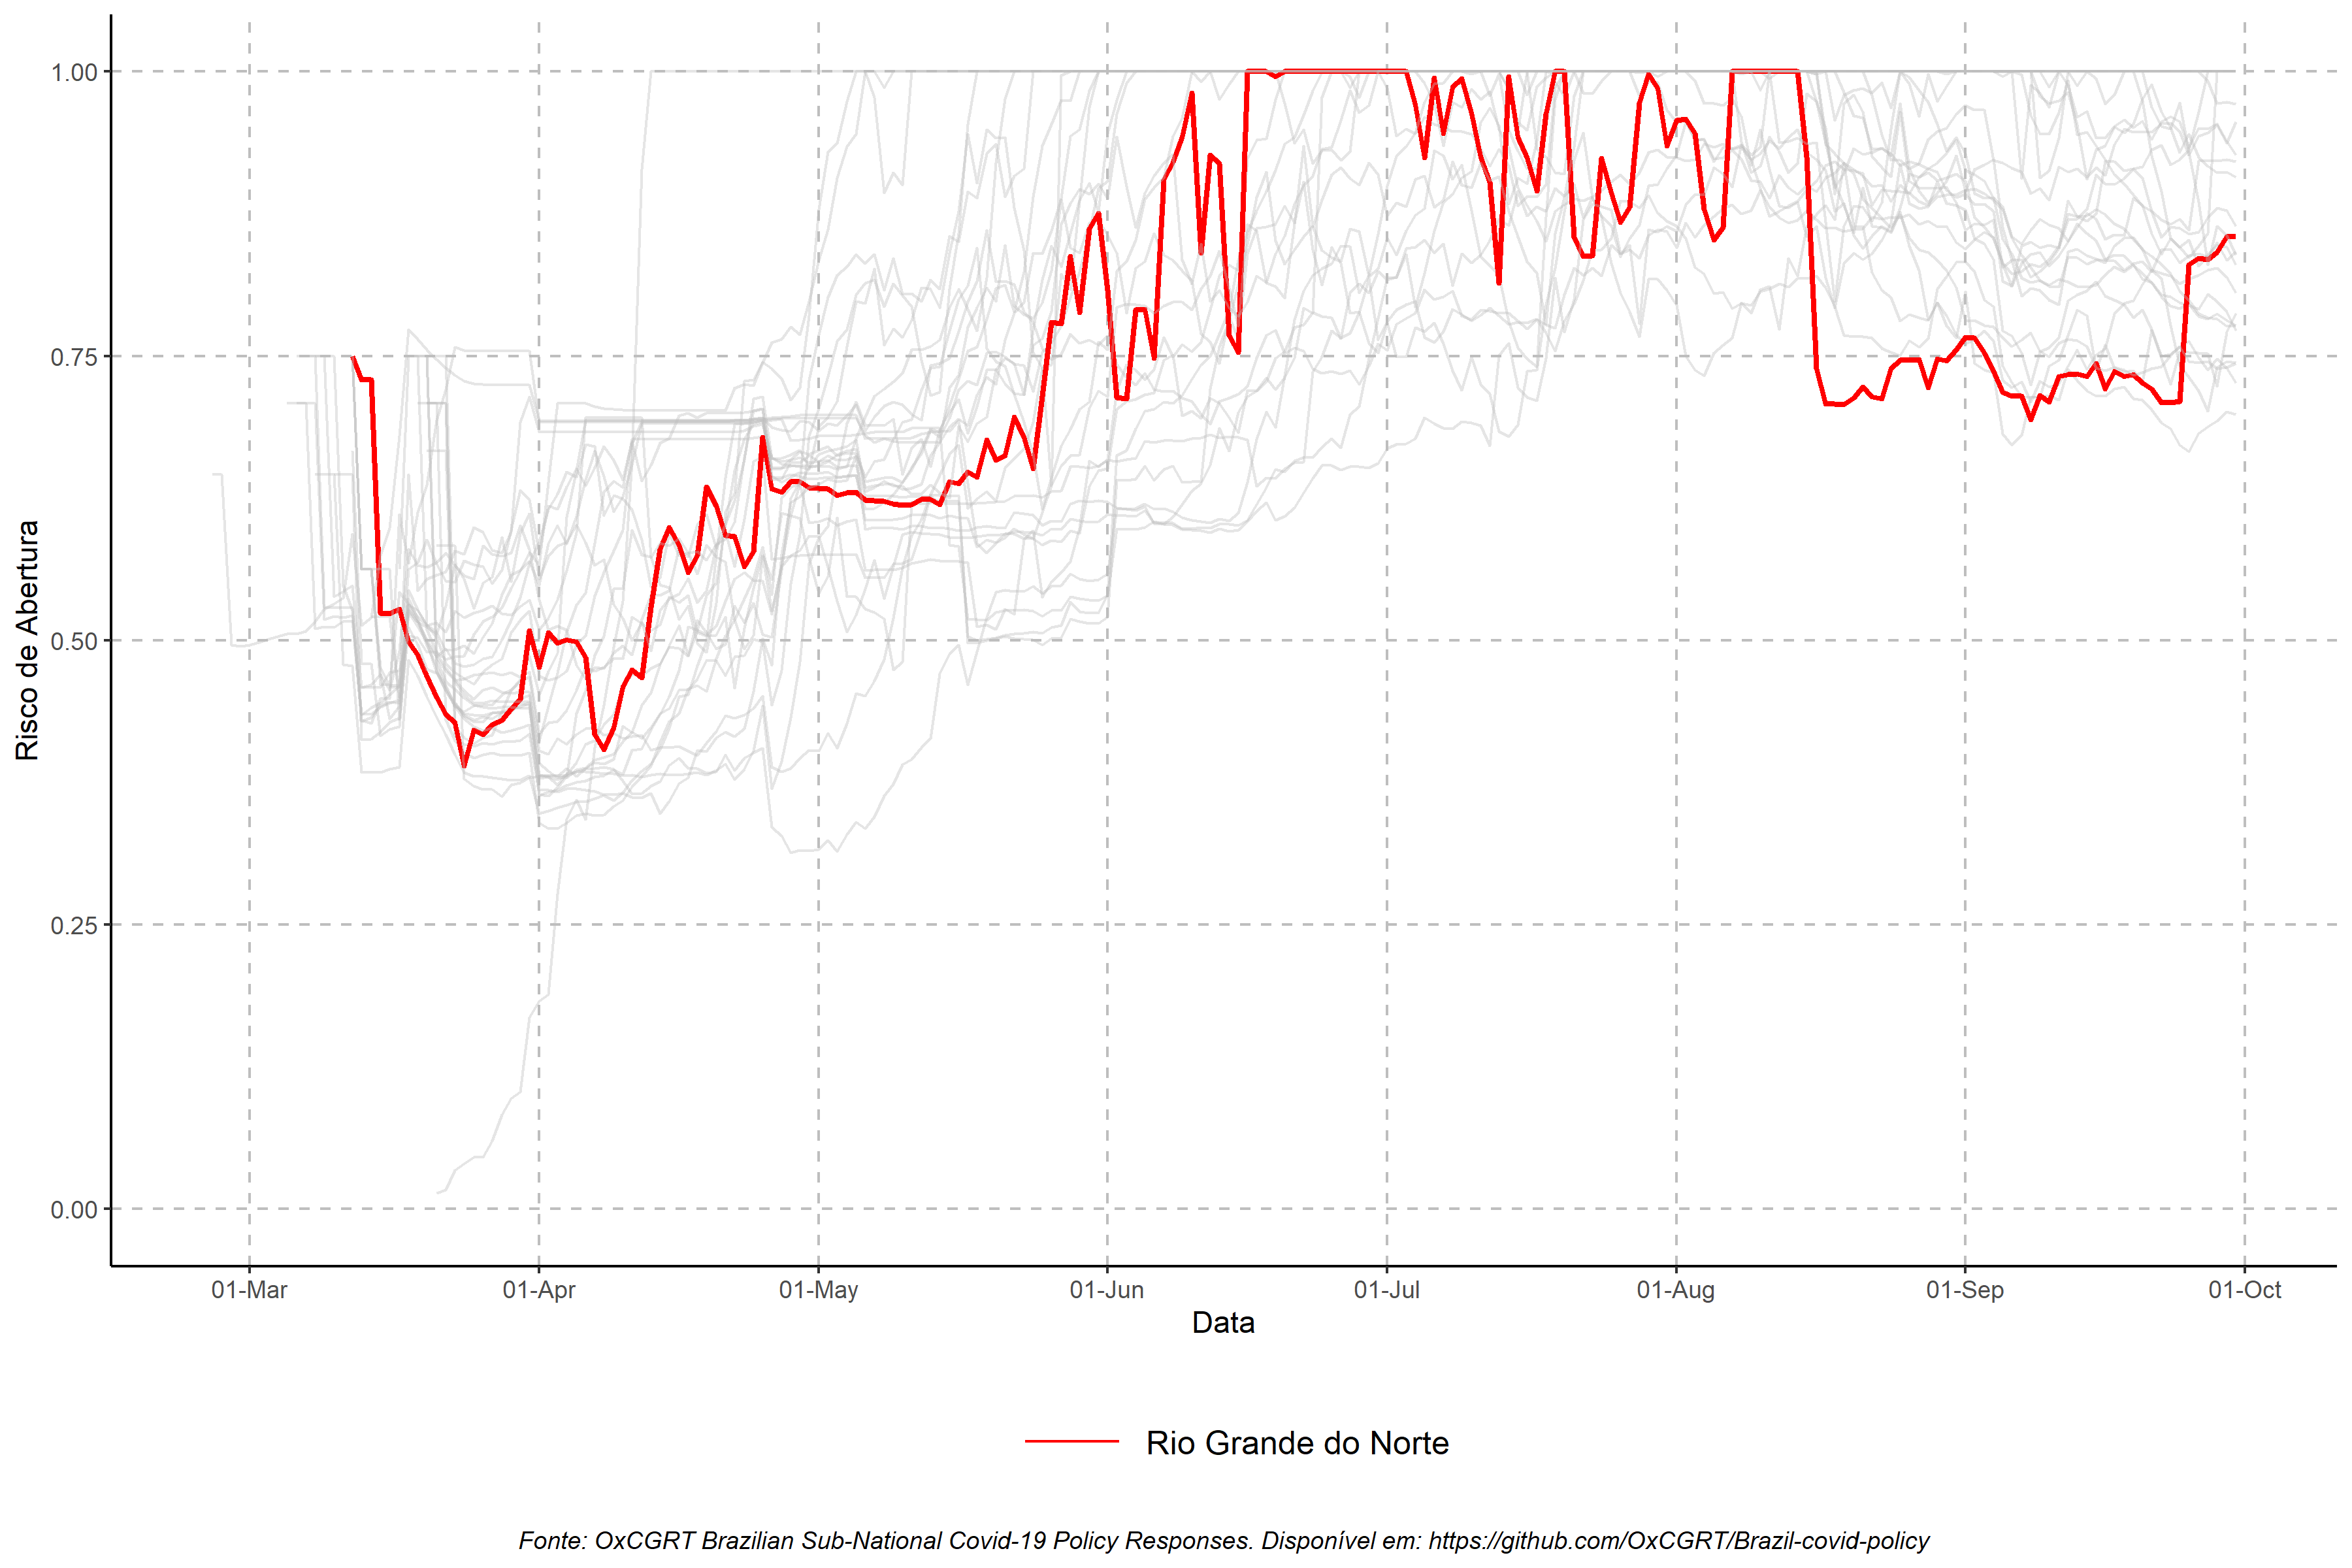 1.00
0.75
0.50
0.25
0.00
Risco de Abertura
01-Mar 01-Apr 01-May 01-Jun 01-Jul 01-Aug 01-Sep 01-Oct
Data
Rio Grande do Norte
Fonte: OxCGRT Brazilian Sub-National Covid-19 Policy Responses. Disponível em: https://github.com/OxCGRT/Brazil-covid-policy